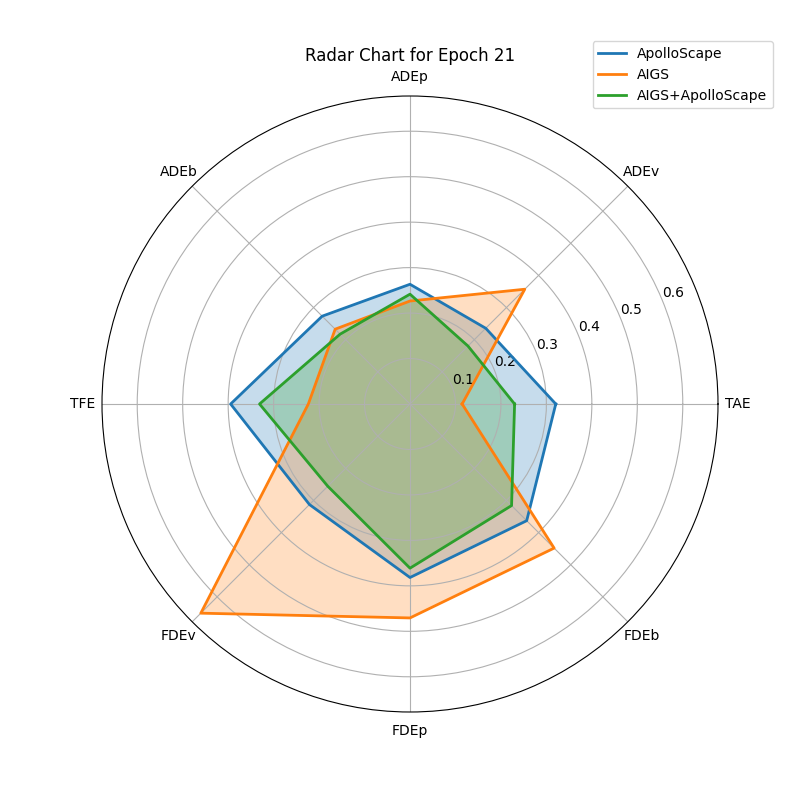 Radar Chart for Epoch 21
ApolloScape
AIGS
AIGS+ApolloScape
ADEp
ADEb
ADEv
0.6
0.5
0.4
0.3
0.2
0.1
TFE
TAE
FDEv
FDEb
FDEp